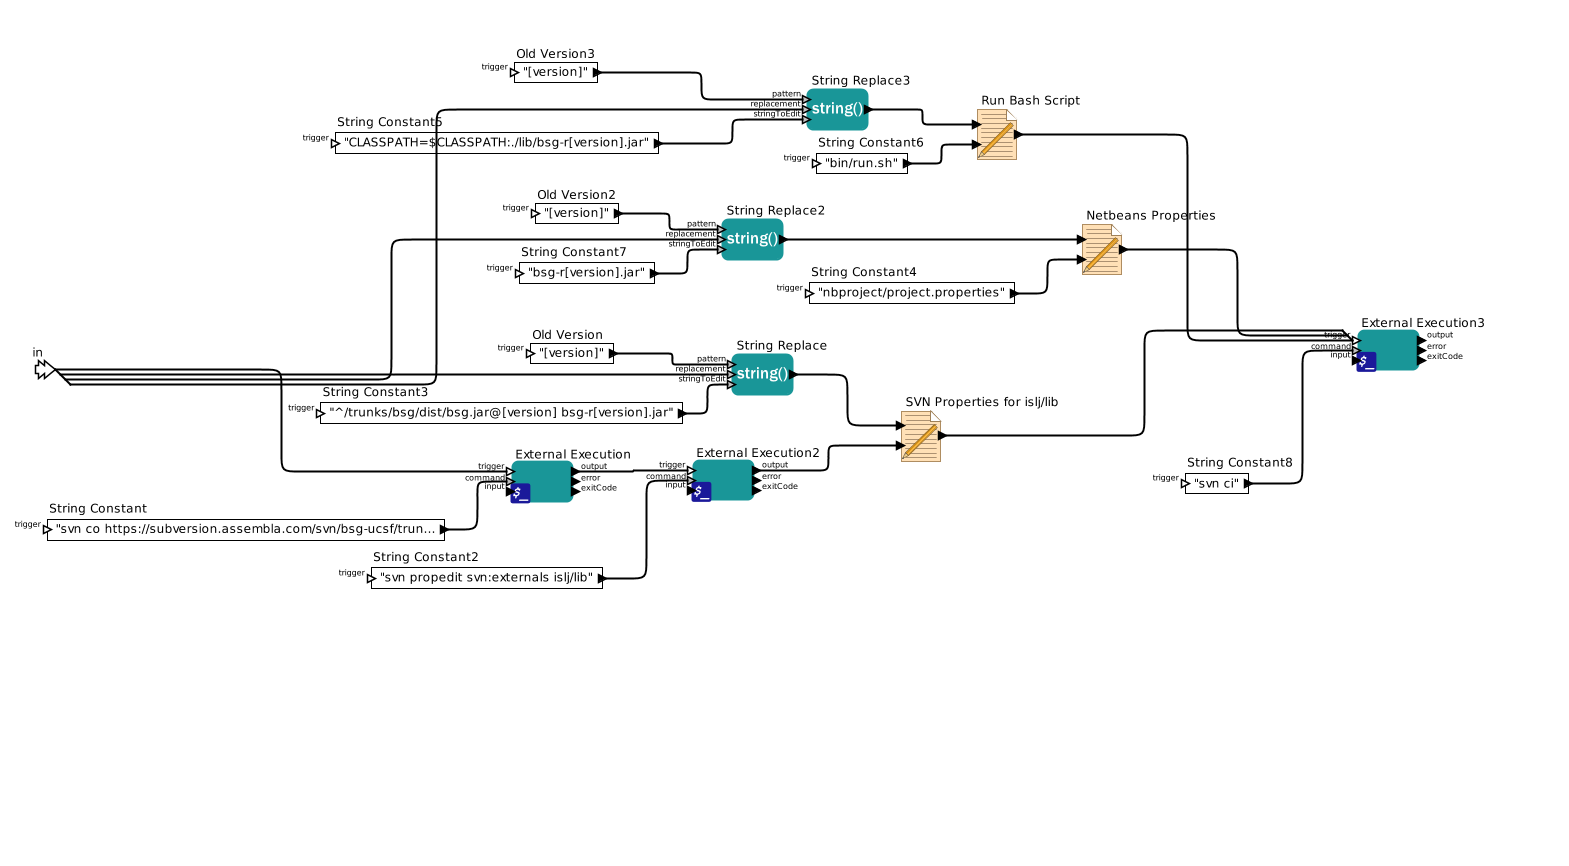 Old Version3
trigger
"[version]"
String Replace3
pattern
replacement
stringToEdit
string()
Run Bash Script
String Constant5
trigger
"CLASSPATH=$CLASSPATH:./lib/bsg-r[version].jar"
String Constant6
trigger
"bin/run.sh"
Old Version2
trigger
"[version]"
String Replace2
pattern
replacement
stringToEdit
string()
Netbeans Properties
String Constant7
trigger
"bsg-r[version].jar"
String Constant4
trigger
"nbproject/project.properties"
External Execution3
trigger
command
input
$_
output
error
exitCode
Old Version
trigger
"[version]"
String Replace
pattern
replacement
stringToEdit
string()
in
String Constant3
trigger
"^/trunks/bsg/dist/bsg.jar@[version] bsg-r[version].jar"
SVN Properties for islj/lib
External Execution
trigger
command
input
$_
output
error
exitCode
External Execution2
trigger
command
input
$_
output
error
exitCode
String Constant8
trigger
"svn ci"
String Constant
trigger
"svn co https://subversion.assembla.com/svn/bsg-ucsf/trun...
String Constant2
trigger
"svn propedit svn:externals islj/lib"